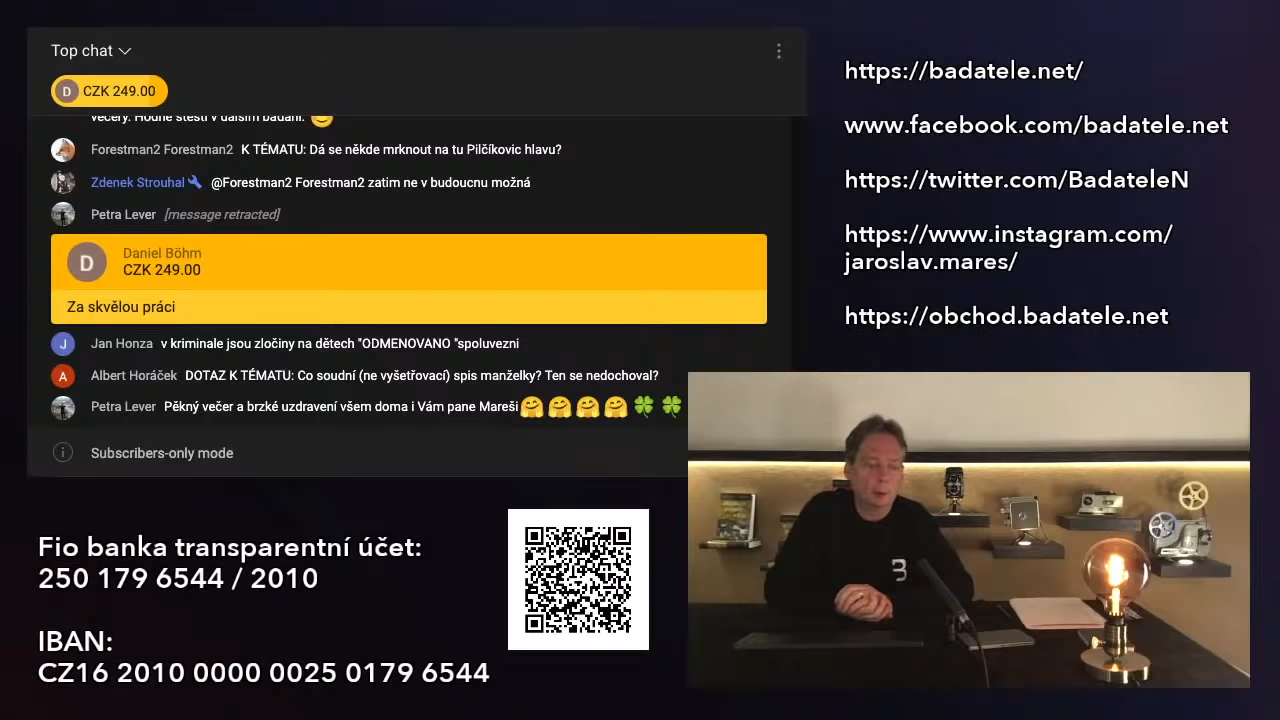 Top chat
D CZK 249.00
večery. Hodně štěstí v dalším bádání.
Forestman2 Forestman2 K TÉMATU: Dá se někde mrknout na tu Pilčíkovic hlavu?
Zdenek Strouhal @Forestman2 Forestman2 zatim ne v budoucnu možná
Petra Lever [message retracted]
D Daniel Böhm
CZK 249.00
Za skvělou práci
J Jan Honza v kriminale jsou zločiny na dětech "ODMENOVANO "spoluvezni
A Albert Horáček DOTAZ K TÉMATU: Co soudní (ne vyšetřovací) spis manželky? Ten se nedochoval?
Petra Lever Pěkný večer a brzké uzdravení všem doma i Vám pane Mareši🤗🤗🤗🤗🍀🍀
Subscribers-only mode
https://badatele.net/
www.facebook.com/badatele.net
https://twitter.com/BadateleN
https://www.instagram.com/
jaroslav.mares/
https://obchod.badatele.net
Fio banka transparentní účet:
250 179 6544 / 2010
IBAN:
CZ16 2010 0000 0025 0179 6544